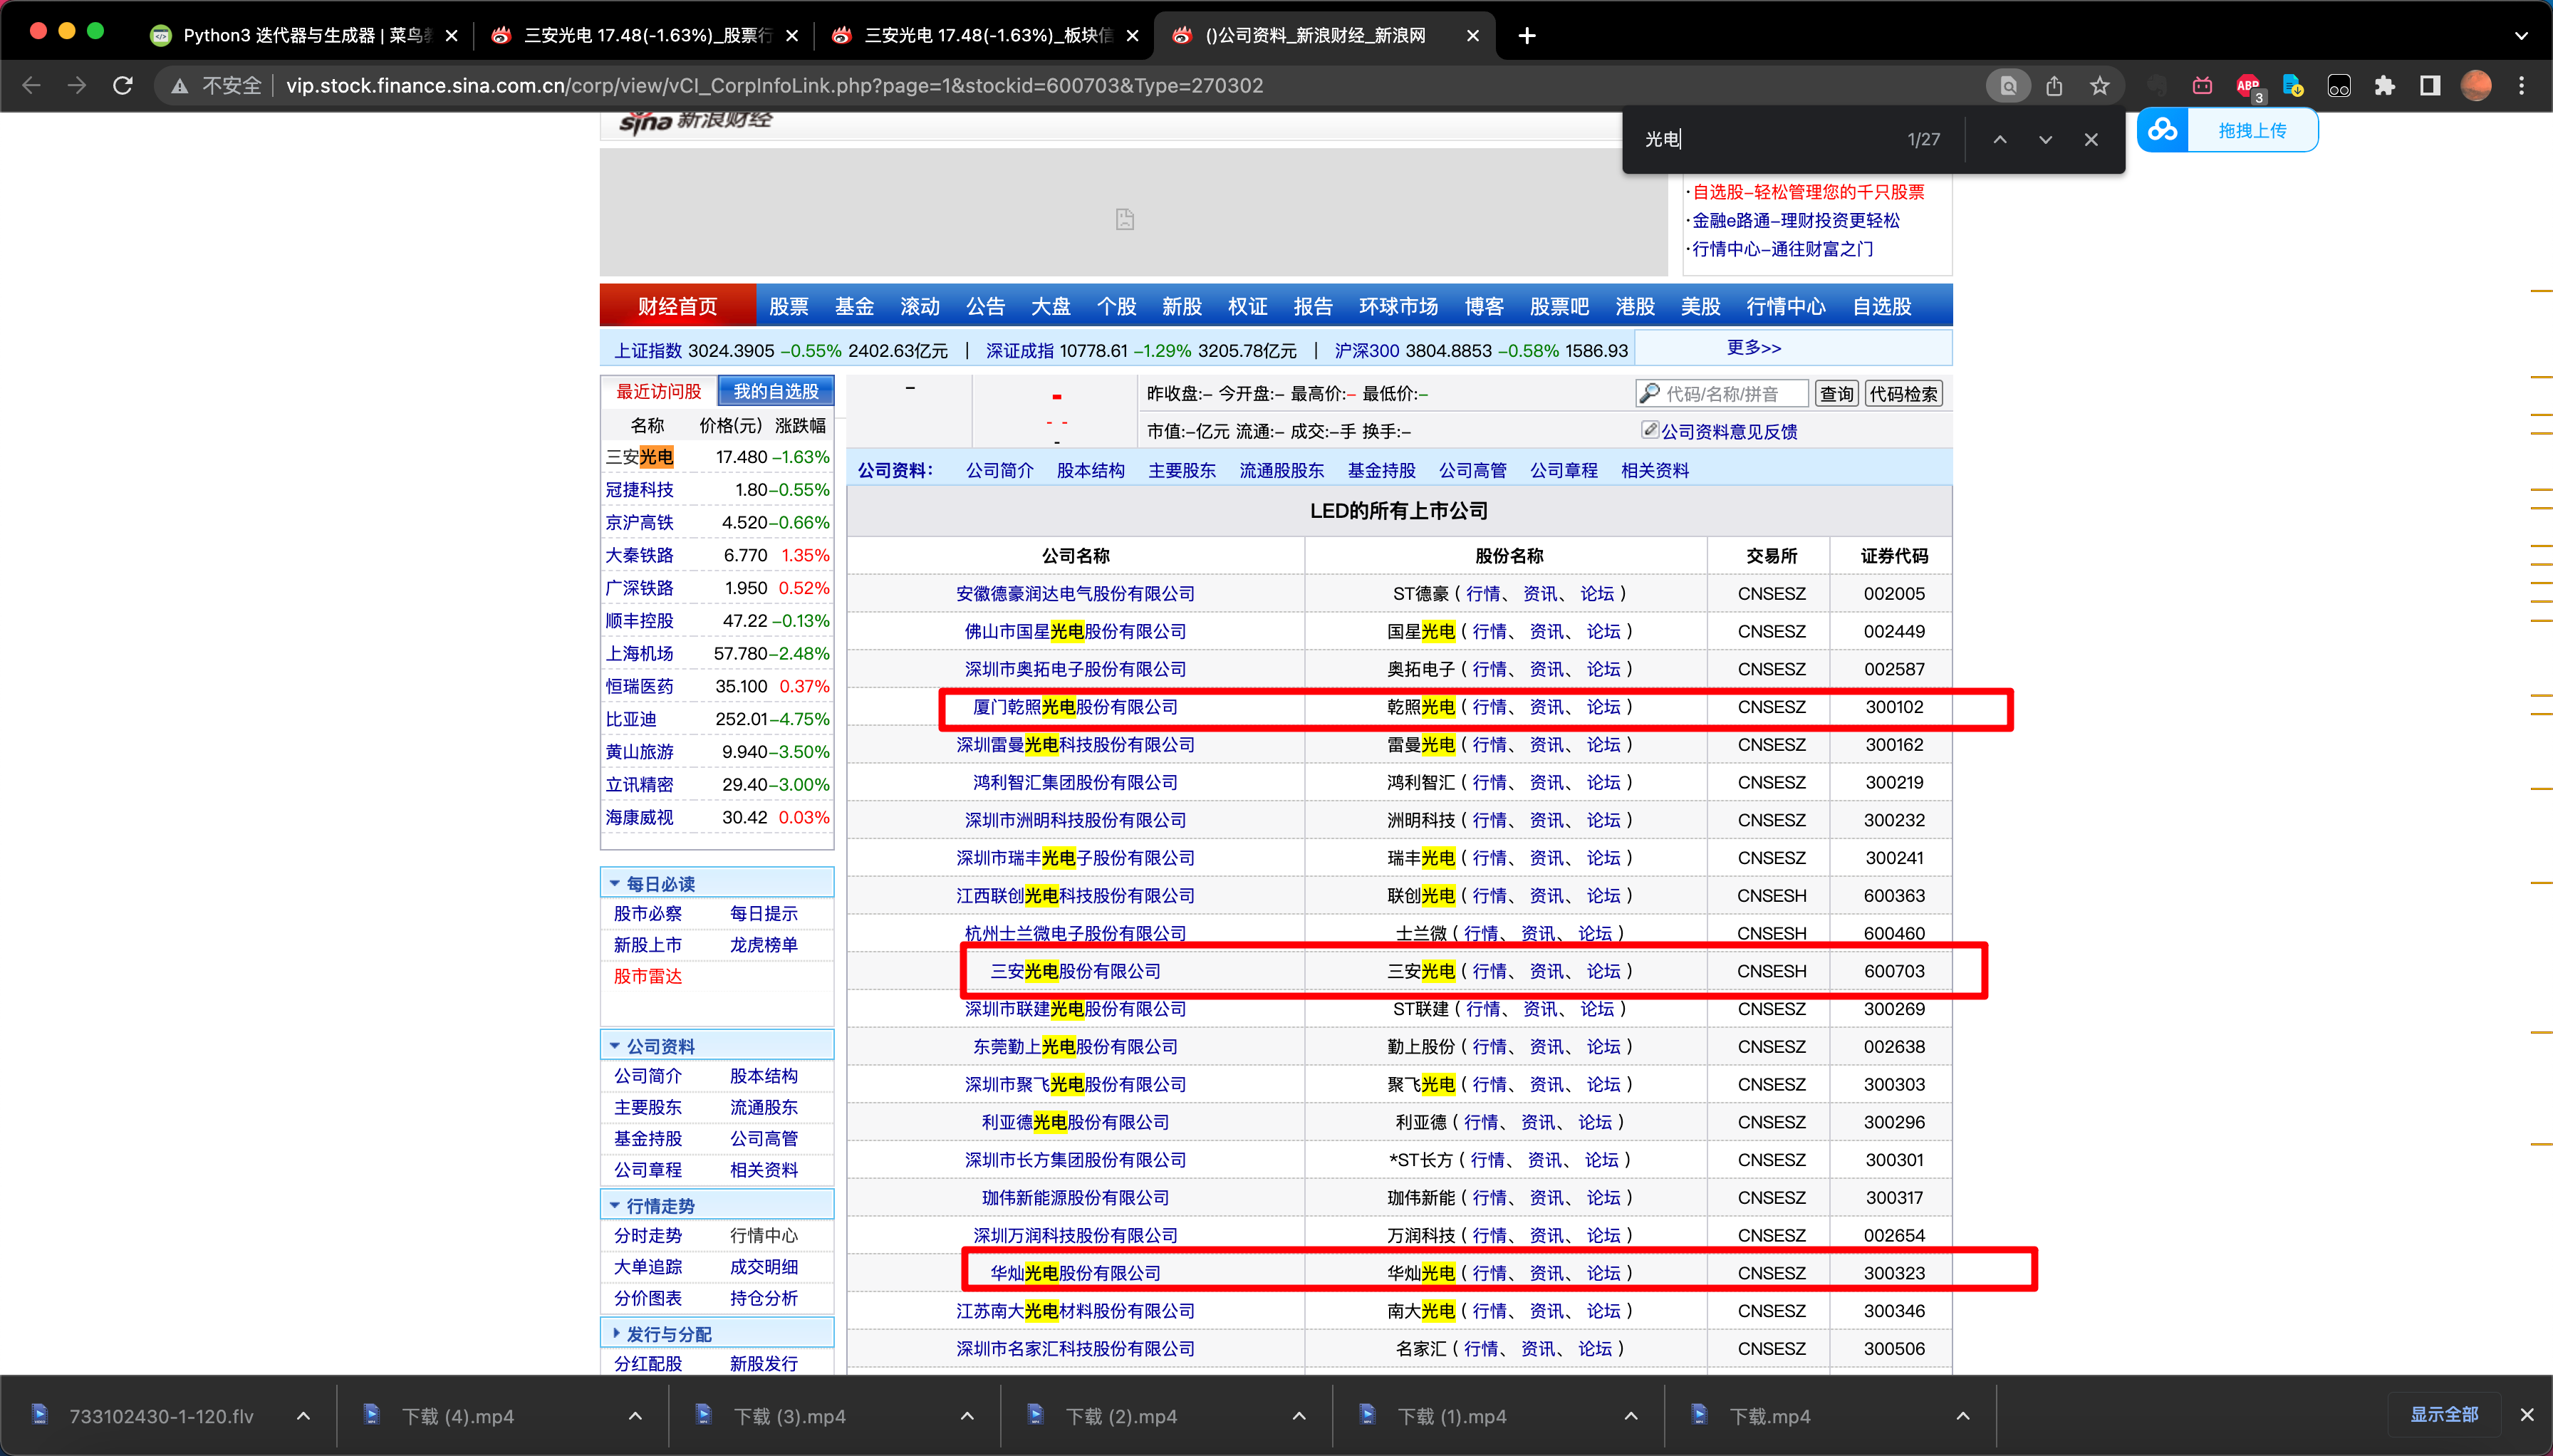 Python3 迭代器与生成器 | 菜鸟
三安光电 17.48(-1.63%)_股票行
三安光电 17.48(-1.63%)_板块信
()公司资料_新浪财经_新浪网
不安全 vip.stock.finance.sina.com.cn/corp/view/vCI_CorpInfoLink.php?page=1&stockid=600703&Type=270302
ABP 3
光电 1/27
拖拽上传
sina 新浪财经
·自选股–轻松管理您的千只股票
·金融e路通–理财投资更轻松
·行情中心–通往财富之门
财经首页 股票 基金 滚动 公告 大盘 个股 新股 权证 报告 环球市场 博客 股票吧 港股 美股 行情中心 自选股
上证指数 3024.3905 –0.55% 2402.63亿元 | 深证成指 10778.61 –1.29% 3205.78亿元 | 沪深300 3804.8853 –0.58% 1586.93
更多>>
最近访问股 我的自选股
名称 价格(元) 涨跌幅
三安光电 17.480 –1.63%
冠捷科技 1.80 –0.55%
京沪高铁 4.520 –0.66%
大秦铁路 6.770 1.35%
广深铁路 1.950 0.52%
顺丰控股 47.22 –0.13%
上海机场 57.780 –2.48%
恒瑞医药 35.100 0.37%
比亚迪 252.01 –4.75%
黄山旅游 9.940 –3.50%
立讯精密 29.40 –3.00%
海康威视 30.42 0.03%
每日必读
股市必察 每日提示
新股上市 龙虎榜单
股市雷达
公司资料
公司简介 股本结构
主要股东 流通股东
基金持股 公司高管
公司章程 相关资料
行情走势
分时走势 行情中心
大单追踪 成交明细
分价图表 持仓分析
发行与分配
分红配股 新股发行
–
-
- -
-
昨收盘:– 今开盘:– 最高价:– 最低价:–
代码/名称/拼音 查询 代码检索
市值:–亿元 流通:– 成交:–手 换手:–
公司资料意见反馈
公司资料： 公司简介 股本结构 主要股东 流通股股东 基金持股 公司高管 公司章程 相关资料
LED的所有上市公司
公司名称 股份名称 交易所 证券代码
安徽德豪润达电气股份有限公司 ST德豪 ( 行情、 资讯、 论坛 ) CNSESZ 002005
佛山市国星光电股份有限公司 国星光电 ( 行情、 资讯、 论坛 ) CNSESZ 002449
深圳市奥拓电子股份有限公司 奥拓电子 ( 行情、 资讯、 论坛 ) CNSESZ 002587
厦门乾照光电股份有限公司 乾照光电 ( 行情、 资讯、 论坛 ) CNSESZ 300102
深圳雷曼光电科技股份有限公司 雷曼光电 ( 行情、 资讯、 论坛 ) CNSESZ 300162
鸿利智汇集团股份有限公司 鸿利智汇 ( 行情、 资讯、 论坛 ) CNSESZ 300219
深圳市洲明科技股份有限公司 洲明科技 ( 行情、 资讯、 论坛 ) CNSESZ 300232
深圳市瑞丰光电子股份有限公司 瑞丰光电 ( 行情、 资讯、 论坛 ) CNSESZ 300241
江西联创光电科技股份有限公司 联创光电 ( 行情、 资讯、 论坛 ) CNSESH 600363
杭州士兰微电子股份有限公司 士兰微 ( 行情、 资讯、 论坛 ) CNSESH 600460
三安光电股份有限公司 三安光电 ( 行情、 资讯、 论坛 ) CNSESH 600703
深圳市联建光电股份有限公司 ST联建 ( 行情、 资讯、 论坛 ) CNSESZ 300269
东莞勤上光电股份有限公司 勤上股份 ( 行情、 资讯、 论坛 ) CNSESZ 002638
深圳市聚飞光电股份有限公司 聚飞光电 ( 行情、 资讯、 论坛 ) CNSESZ 300303
利亚德光电股份有限公司 利亚德 ( 行情、 资讯、 论坛 ) CNSESZ 300296
深圳市长方集团股份有限公司 *ST长方 ( 行情、 资讯、 论坛 ) CNSESZ 300301
珈伟新能源股份有限公司 珈伟新能 ( 行情、 资讯、 论坛 ) CNSESZ 300317
深圳万润科技股份有限公司 万润科技 ( 行情、 资讯、 论坛 ) CNSESZ 002654
华灿光电股份有限公司 华灿光电 ( 行情、 资讯、 论坛 ) CNSESZ 300323
江苏南大光电材料股份有限公司 南大光电 ( 行情、 资讯、 论坛 ) CNSESZ 300346
深圳市名家汇科技股份有限公司 名家汇 ( 行情、 资讯、 论坛 ) CNSESZ 300506
733102430-1-120.flv 下载 (4).mp4 下载 (3).mp4 下载 (2).mp4 下载 (1).mp4 下载.mp4 显示全部